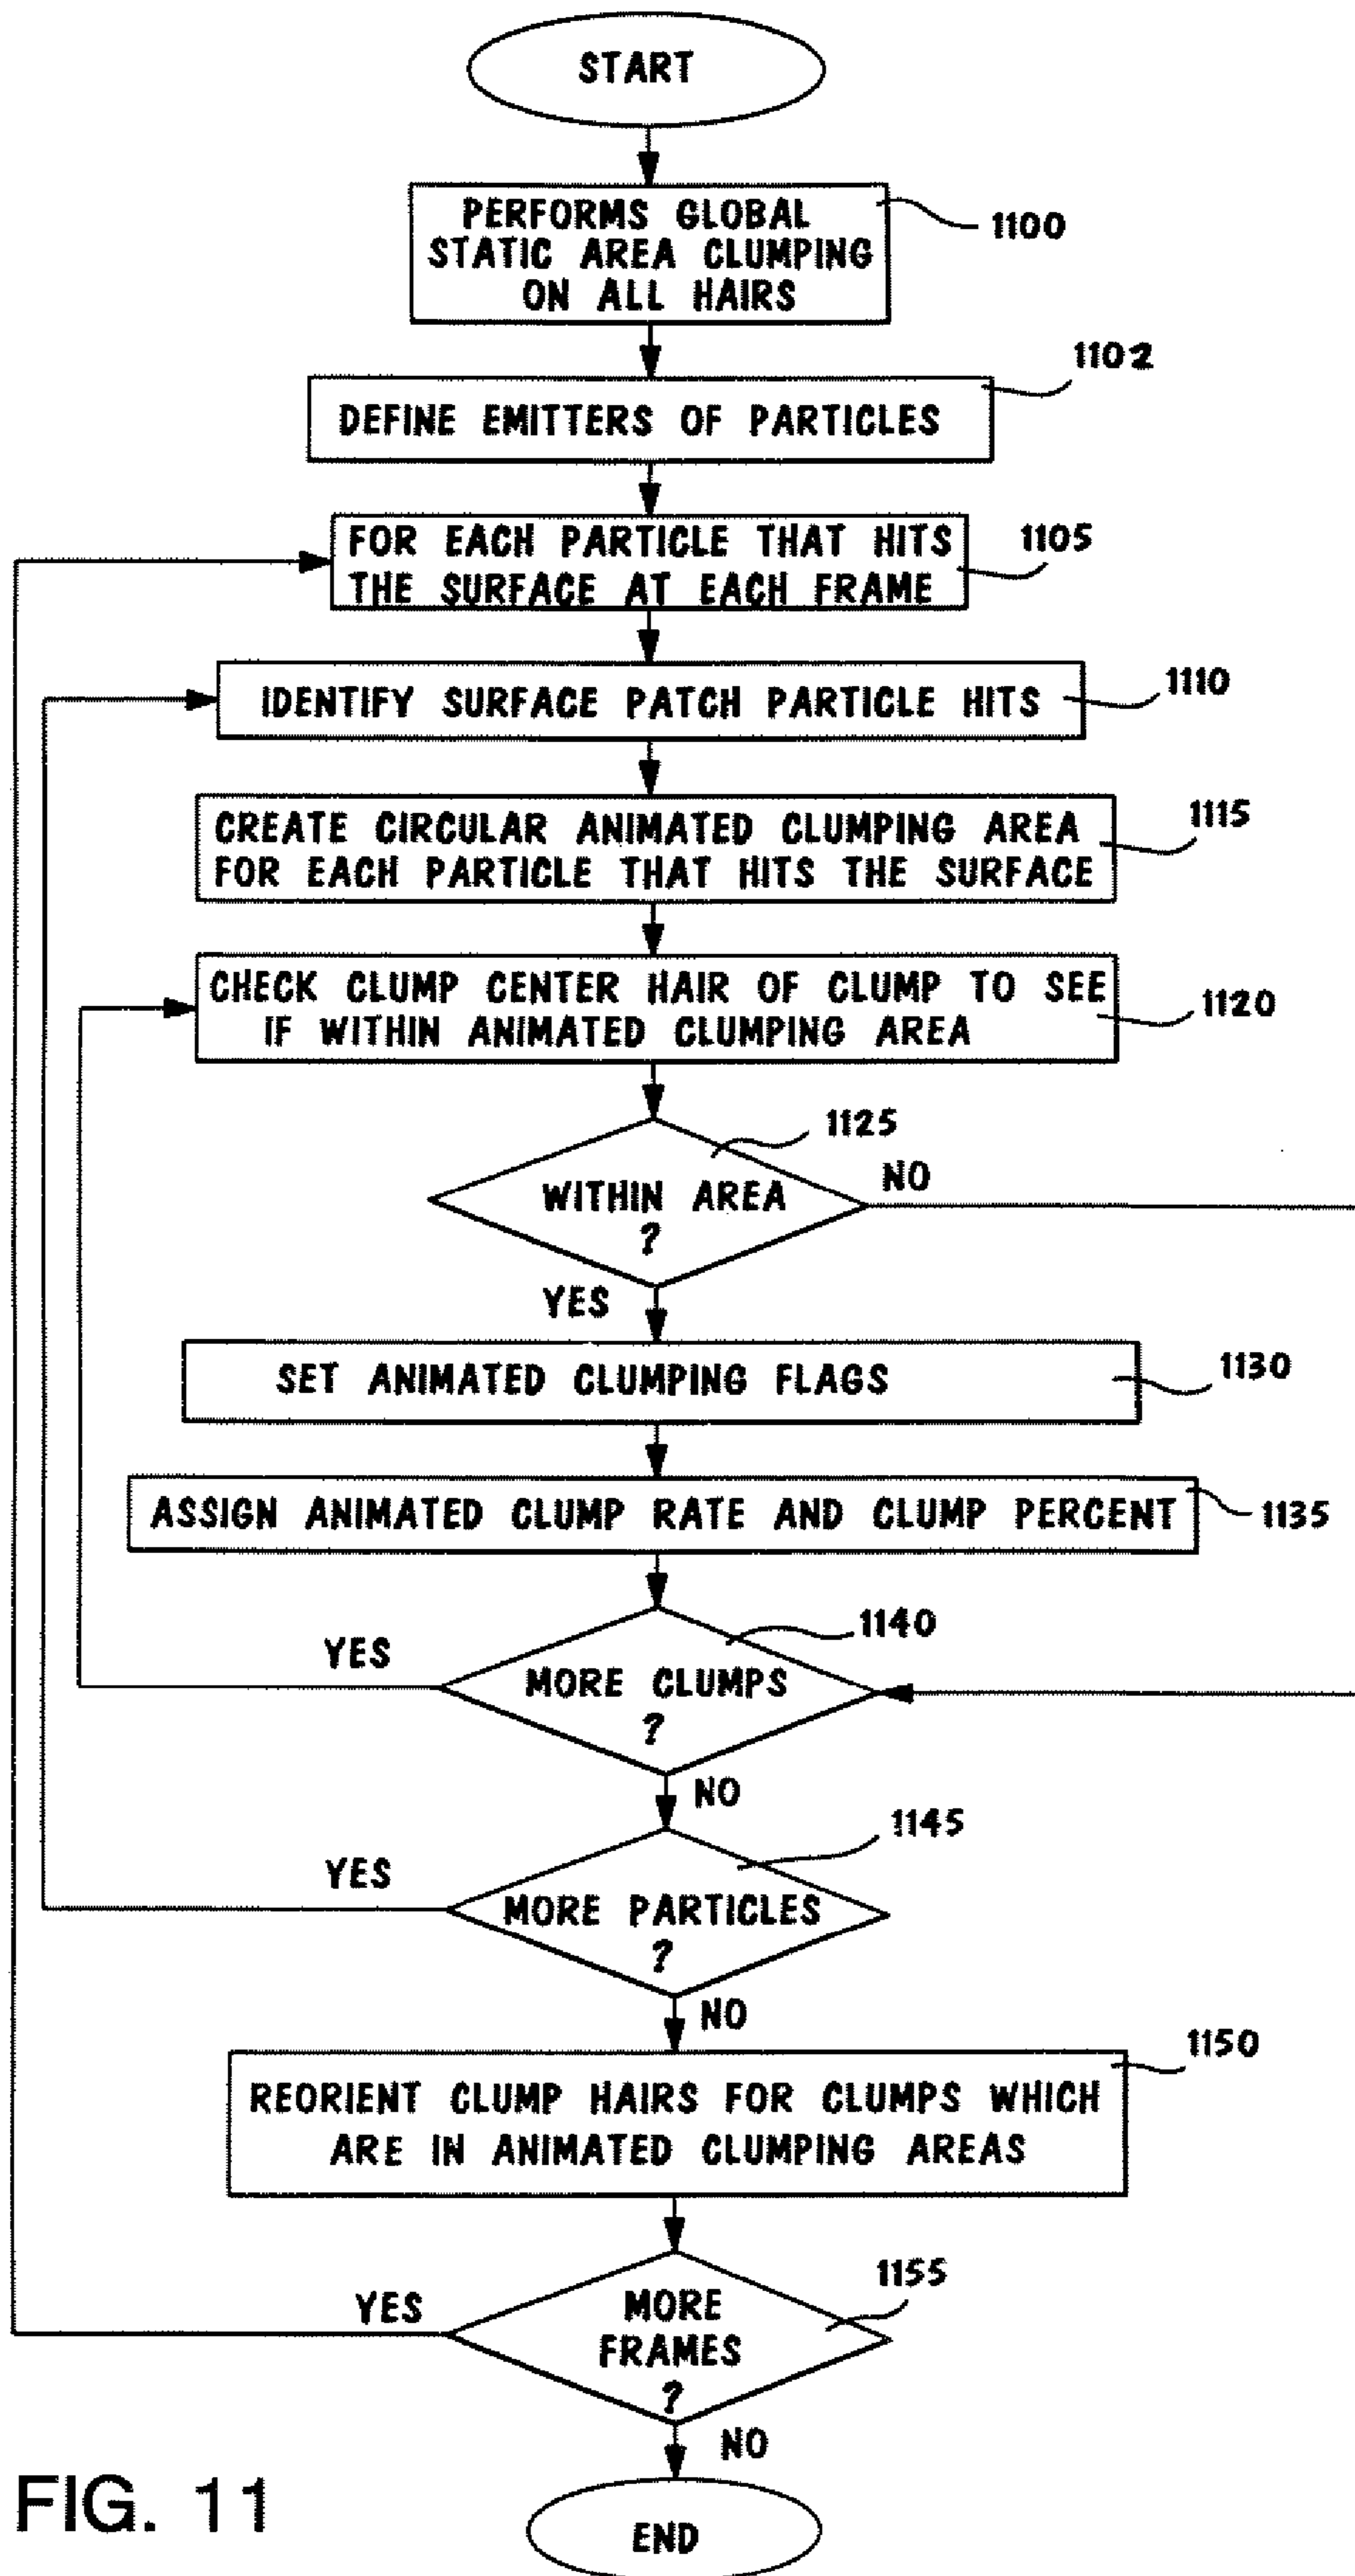 START
PERFORMS GLOBAL
STATIC AREA CLUMPING
ON ALL HAIRS
1100
DEFINE EMITTERS OF PARTICLES
1102
FOR EACH PARTICLE THAT HITS
THE SURFACE AT EACH FRAME
1105
IDENTIFY SURFACE PATCH PARTICLE HITS
1110
CREATE CIRCULAR ANIMATED CLUMPING AREA
FOR EACH PARTICLE THAT HITS THE SURFACE
1115
CHECK CLUMP CENTER HAIR OF CLUMP TO SEE
IF WITHIN ANIMATED CLUMPING AREA
1120
1125
WITHIN AREA
?
NO
YES
SET ANIMATED CLUMPING FLAGS
1130
ASSIGN ANIMATED CLUMP RATE AND CLUMP PERCENT
1135
1140
YES
MORE CLUMPS
?
NO
1145
YES
MORE PARTICLES
?
NO
1150
REORIENT CLUMP HAIRS FOR CLUMPS WHICH
ARE IN ANIMATED CLUMPING AREAS
1155
YES
MORE
FRAMES
?
NO
END
FIG. 11